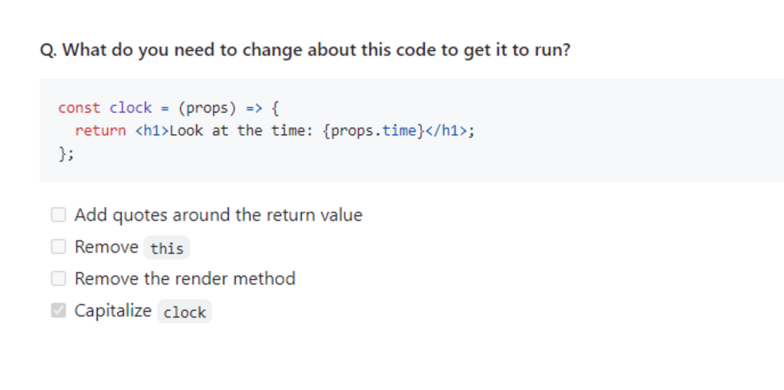 Q. What do you need to change about this code to get it to run?
const clock = (props) => {
  return <h1>Look at the time: {props.time}</h1>;
};
Add quotes around the return value
Remove this
Remove the render method
Capitalize clock